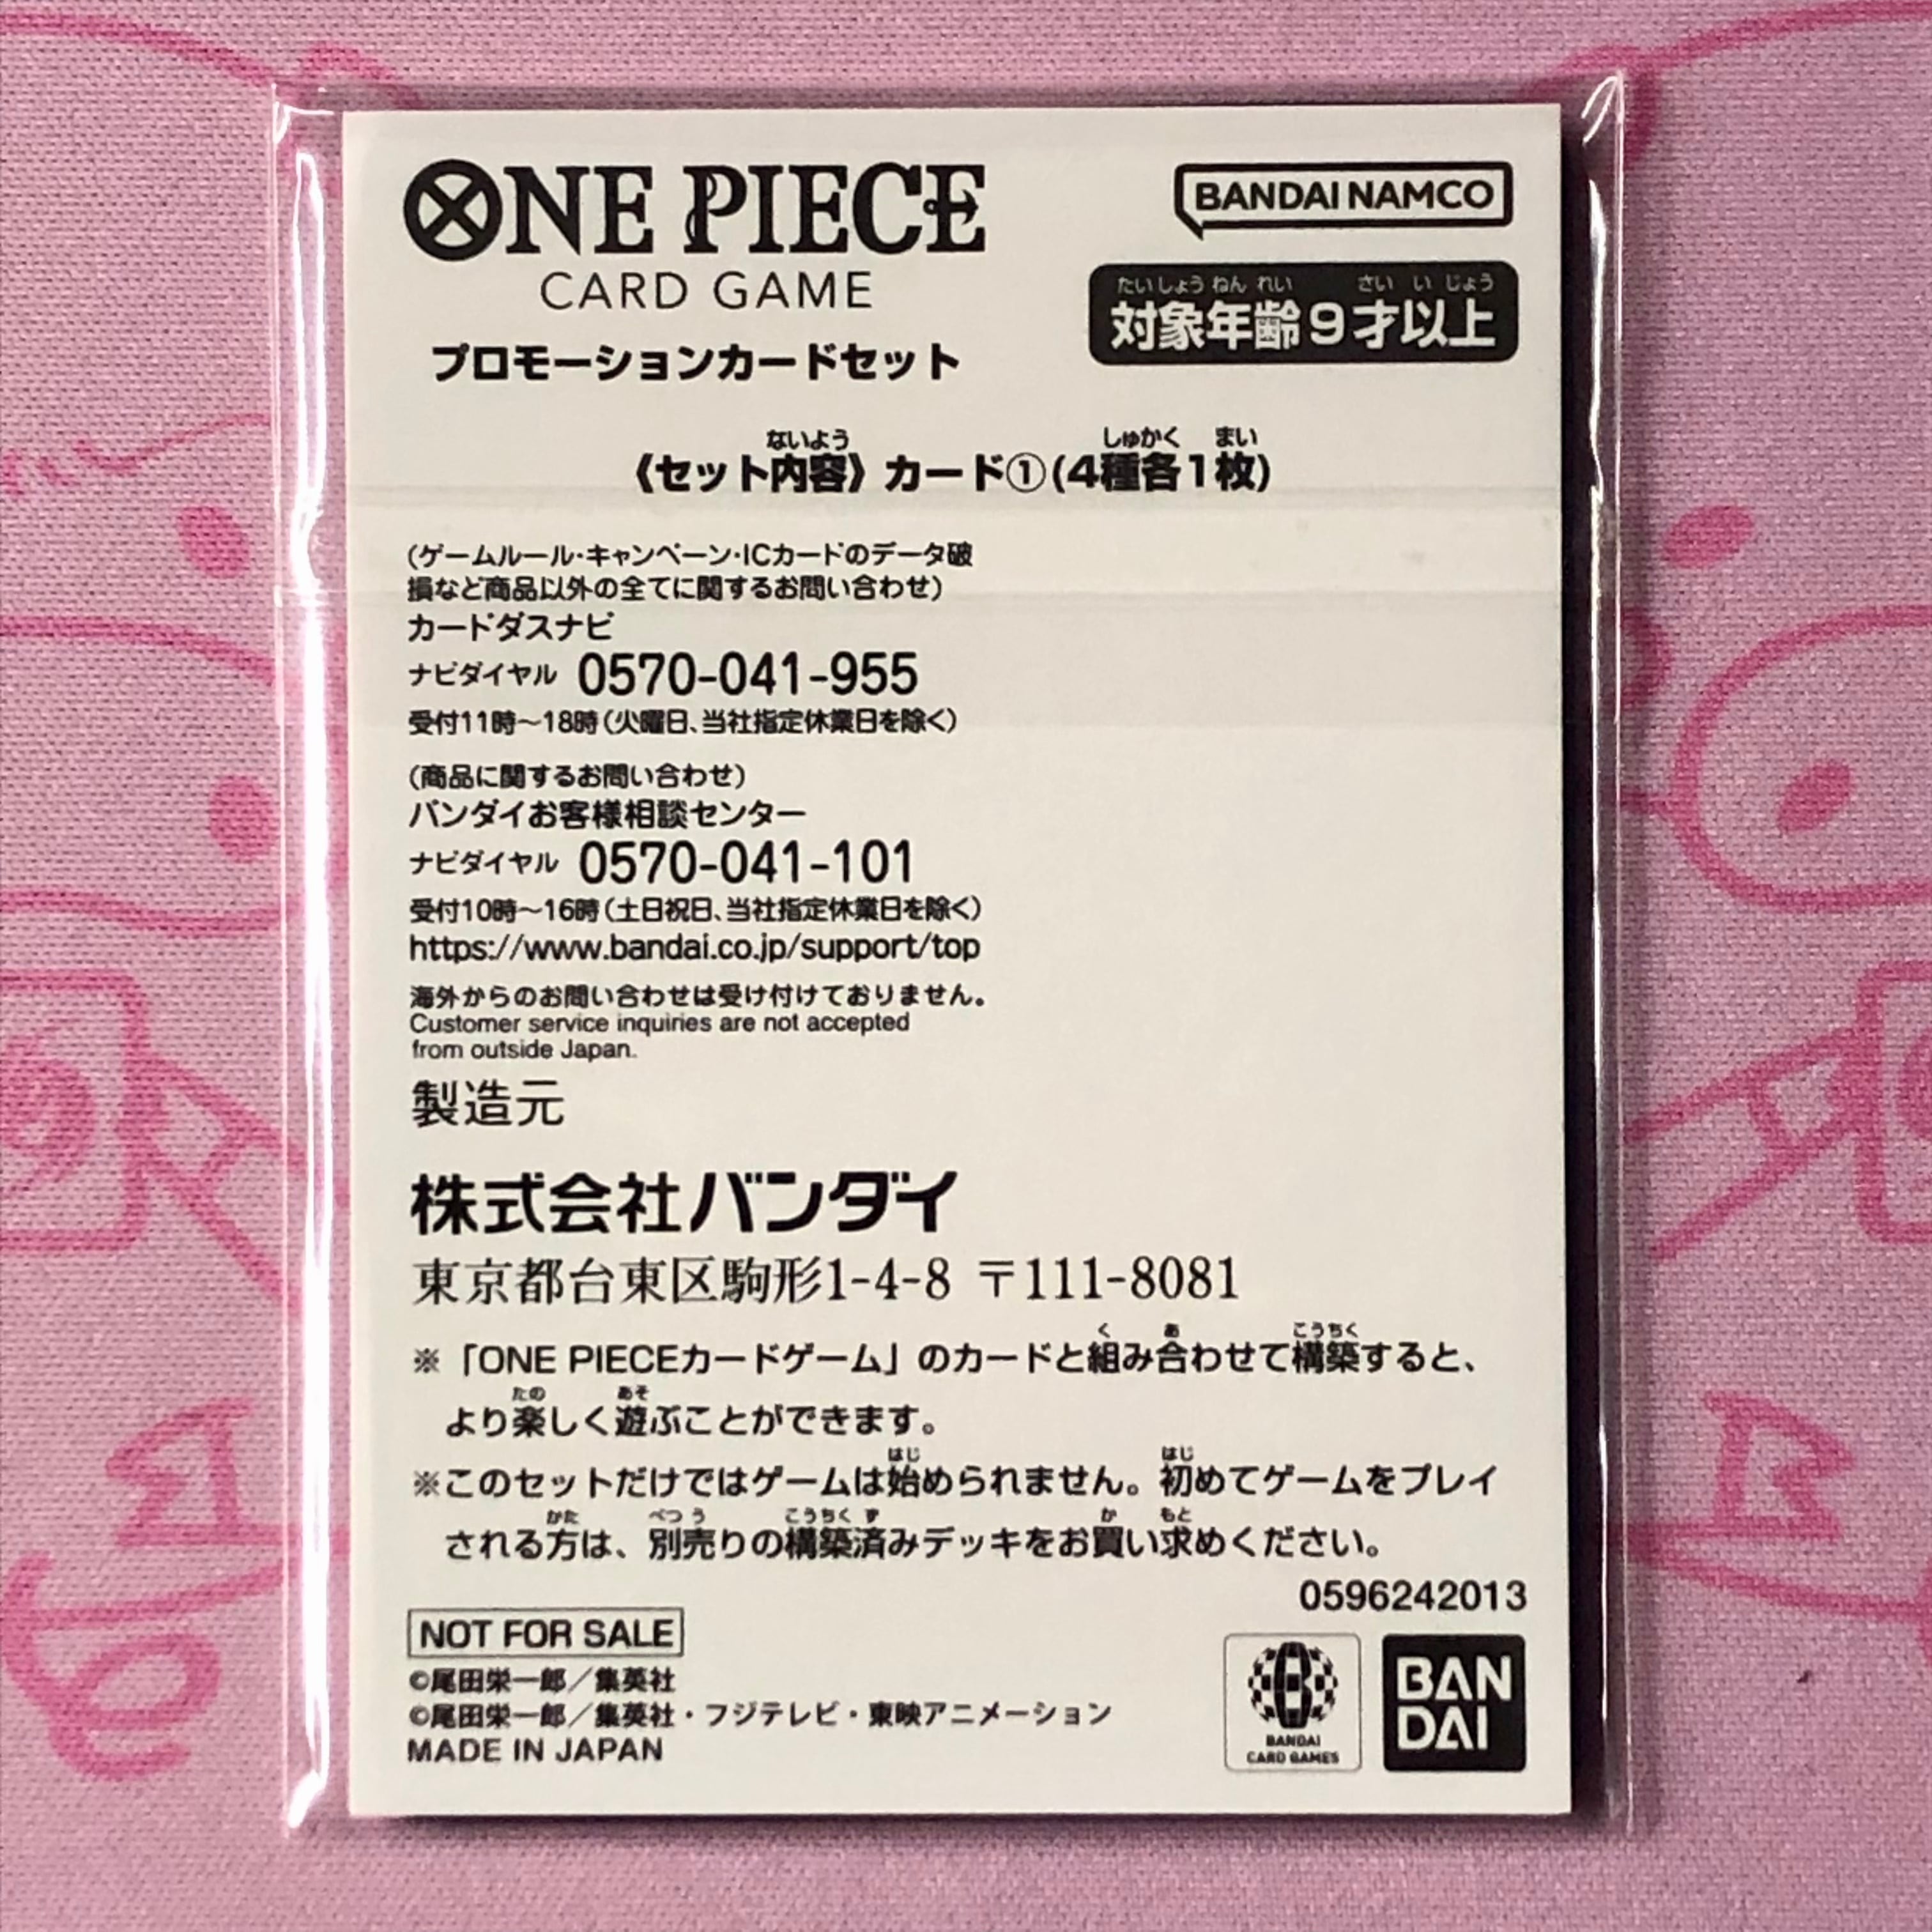 ONE PIECE
CARD GAME
プロモーションカードセット
BANDAI NAMCO
たいしょうねんれい さいいじょう
対象年齢9才以上
ないよう しゅかく まい
《セット内容》カード①(4種各1枚)
(ゲームルール・キャンペーン・ICカードのデータ破
損など商品以外の全てに関するお問い合わせ)
カードダスナビ
ナビダイヤル 0570-041-955
受付11時～18時(火曜日、当社指定休業日を除く)
(商品に関するお問い合わせ)
バンダイお客様相談センター
ナビダイヤル 0570-041-101
受付10時～16時(土日祝日、当社指定休業日を除く)
https://www.bandai.co.jp/support/top
海外からのお問い合わせは受け付けておりません。
Customer service inquiries are not accepted
from outside Japan.
製造元
株式会社バンダイ
東京都台東区駒形1-4-8 〒111-8081
く あ こうちく
※「ONE PIECEカードゲーム」のカードと組み合わせて構築すると、
たの あそ
より楽しく遊ぶことができます。
はじ はじ
※このセットだけではゲームは始められません。初めてゲームをプレイ
かた べつう こうちくず か もと
される方は、別売りの構築済みデッキをお買い求めください。
0596242013
NOT FOR SALE
©尾田栄一郎／集英社
©尾田栄一郎／集英社・フジテレビ・東映アニメーション
MADE IN JAPAN
BANDAI
CARD GAMES
BAN
DAI